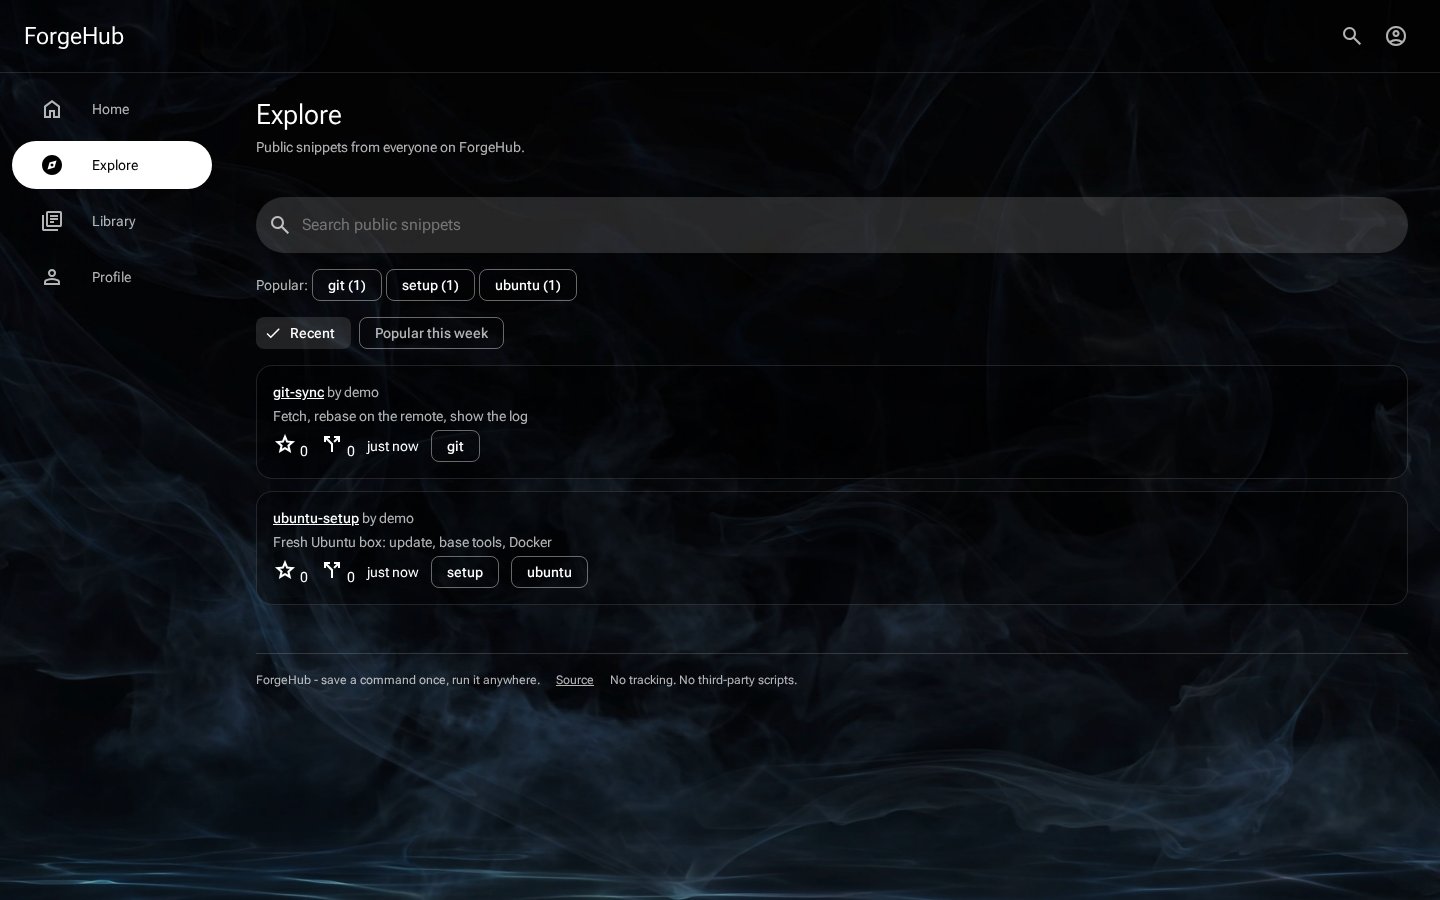 ForgeHub
Home
Explore
Library
Profile
Explore
Public snippets from everyone on ForgeHub.
Search public snippets
Popular: git (1) setup (1) ubuntu (1)
Recent Popular this week
git-sync by demo
Fetch, rebase on the remote, show the log
0 0 just now git
ubuntu-setup by demo
Fresh Ubuntu box: update, base tools, Docker
0 0 just now setup ubuntu
ForgeHub - save a command once, run it anywhere. Source No tracking. No third-party scripts.